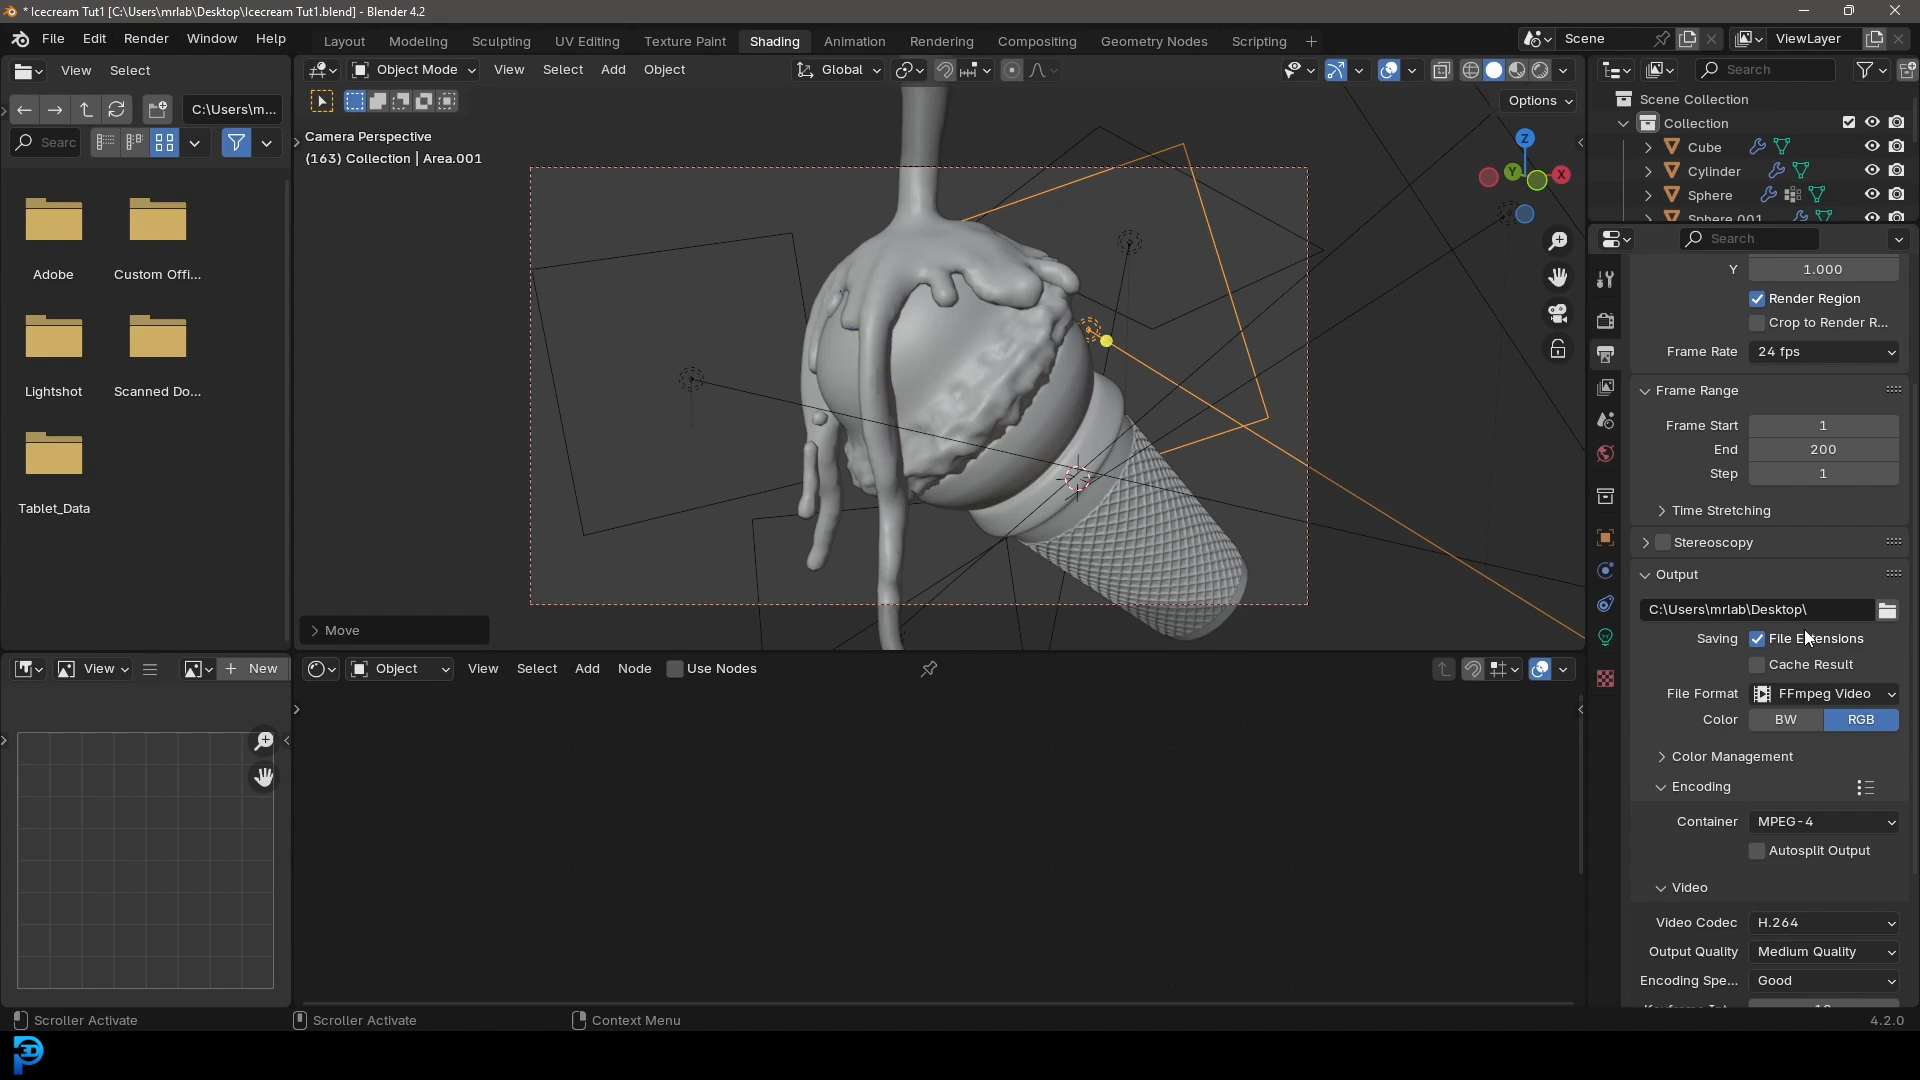 * Icecream Tut1 [C:\Users\mrlab\Desktop\Icecream Tut1.blend] - Blender 4.2
File Edit Render Window Help
Layout Modeling Sculpting UV Editing Texture Paint Shading Animation Rendering Compositing Geometry Nodes Scripting +
Scene
ViewLayer
View Select
Object Mode View Select Add Object
Global
Search
C:\Users\m...
Options
Searc
Camera Perspective
(163) Collection | Area.001
Scene Collection
Collection
Cube
Cylinder
Sphere
Sphere.001
Z
Y
X
Search
Adobe
Custom Offi...
Lightshot
Scanned Do...
Tablet_Data
Y 1.000
Render Region
Crop to Render R...
Frame Rate 24 fps
Frame Range
Frame Start 1
End 200
Step 1
Time Stretching
Stereoscopy
Output
C:\Users\mrlab\Desktop\
Saving File Extensions
Cache Result
File Format FFmpeg Video
Color BW RGB
Color Management
Encoding
Container MPEG-4
Autosplit Output
Video
Video Codec H.264
Output Quality Medium Quality
Encoding Spe... Good
Move
View
+ New
Object View Select Add Node Use Nodes
Scroller Activate
Scroller Activate
Context Menu
4.2.0